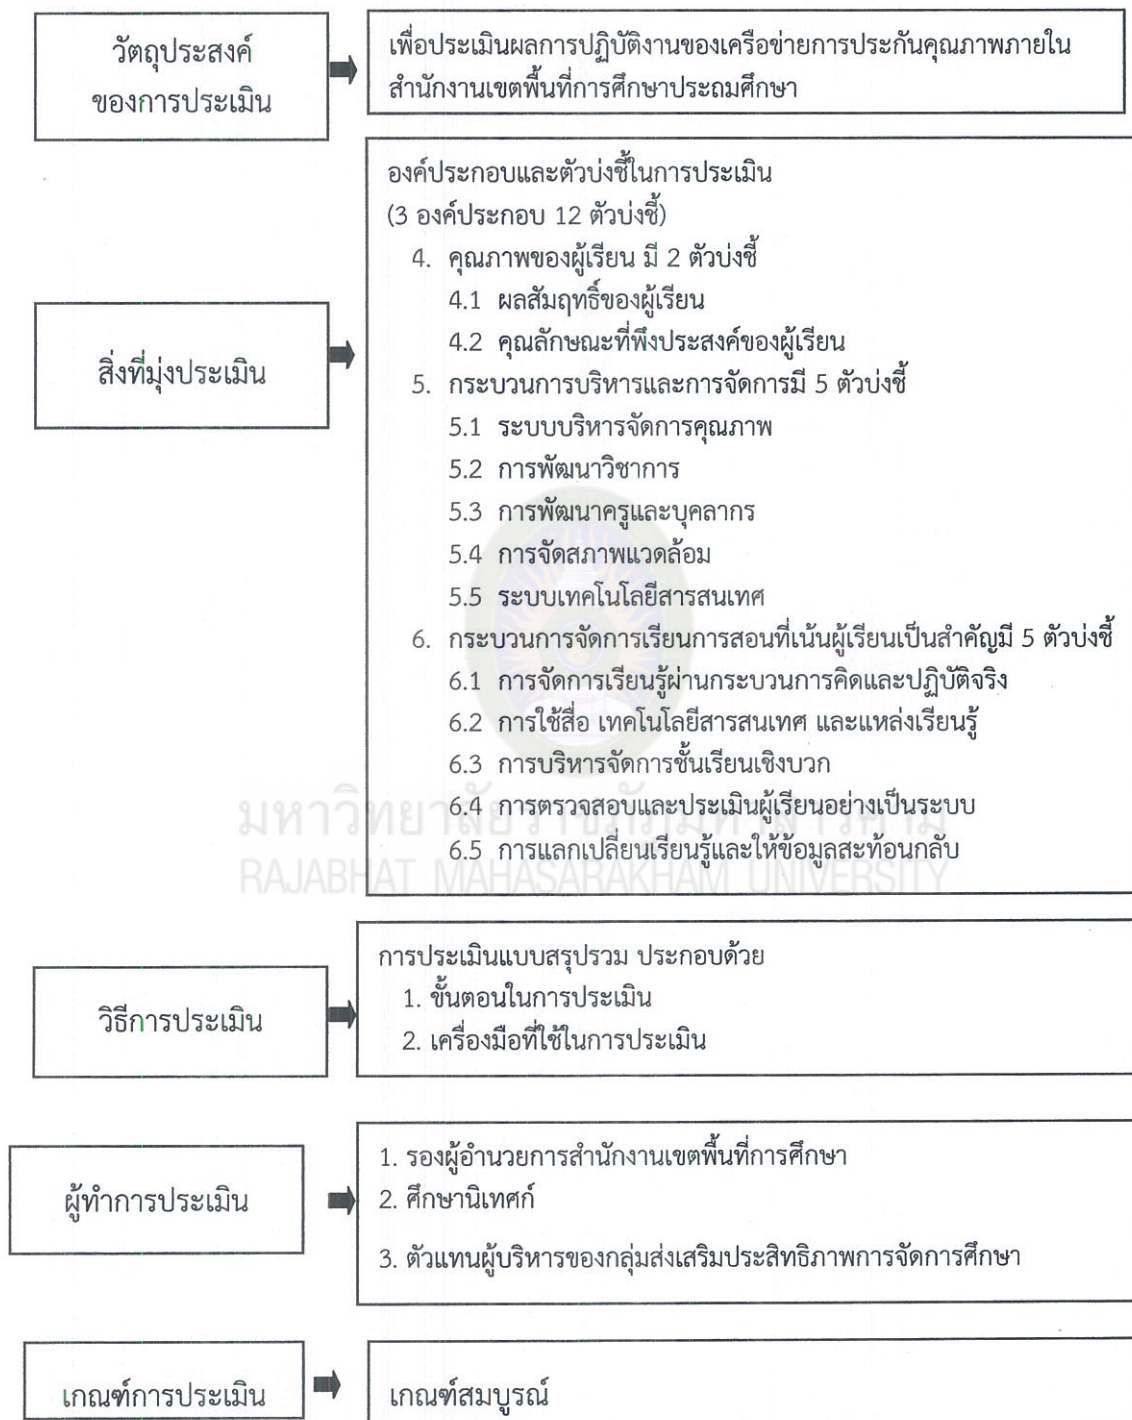 วัตถุประสงค์
ของการประเมิน
เพื่อประเมินผลการปฏิบัติงานของเครือข่ายการประกันคุณภาพภายใน
สำนักงานเขตพื้นที่การศึกษาประถมศึกษา
สิ่งที่มุ่งประเมิน
องค์ประกอบและตัวบ่งชี้ในการประเมิน
(3 องค์ประกอบ 12 ตัวบ่งชี้)
4. คุณภาพของผู้เรียน มี 2 ตัวบ่งชี้
4.1 ผลสัมฤทธิ์ของผู้เรียน
4.2 คุณลักษณะที่พึงประสงค์ของผู้เรียน
5. กระบวนการบริหารและการจัดการมี 5 ตัวบ่งชี้
5.1 ระบบบริหารจัดการคุณภาพ
5.2 การพัฒนาวิชาการ
5.3 การพัฒนาครูและบุคลากร
5.4 การจัดสภาพแวดล้อม
5.5 ระบบเทคโนโลยีสารสนเทศ
6. กระบวนการจัดการเรียนการสอนที่เน้นผู้เรียนเป็นสำคัญมี 5 ตัวบ่งชี้
6.1 การจัดการเรียนรู้ผ่านกระบวนการคิดและปฏิบัติจริง
6.2 การใช้สื่อ เทคโนโลยีสารสนเทศ และแหล่งเรียนรู้
6.3 การบริหารจัดการชั้นเรียนเชิงบวก
6.4 การตรวจสอบและประเมินผู้เรียนอย่างเป็นระบบ
6.5 การแลกเปลี่ยนเรียนรู้และให้ข้อมูลสะท้อนกลับ
มหาวิทยาลัยราชภัฏมหาสารคาม
RAJABHAT MAHASARAKHAM UNIVERSITY
วิธีการประเมิน
การประเมินแบบสรุปรวม ประกอบด้วย
1. ขั้นตอนในการประเมิน
2. เครื่องมือที่ใช้ในการประเมิน
ผู้ทำการประเมิน
1. รองผู้อำนวยการสำนักงานเขตพื้นที่การศึกษา
2. ศึกษานิเทศก์
3. ตัวแทนผู้บริหารของกลุ่มส่งเสริมประสิทธิภาพการจัดการศึกษา
เกณฑ์การประเมิน
เกณฑ์สมบูรณ์